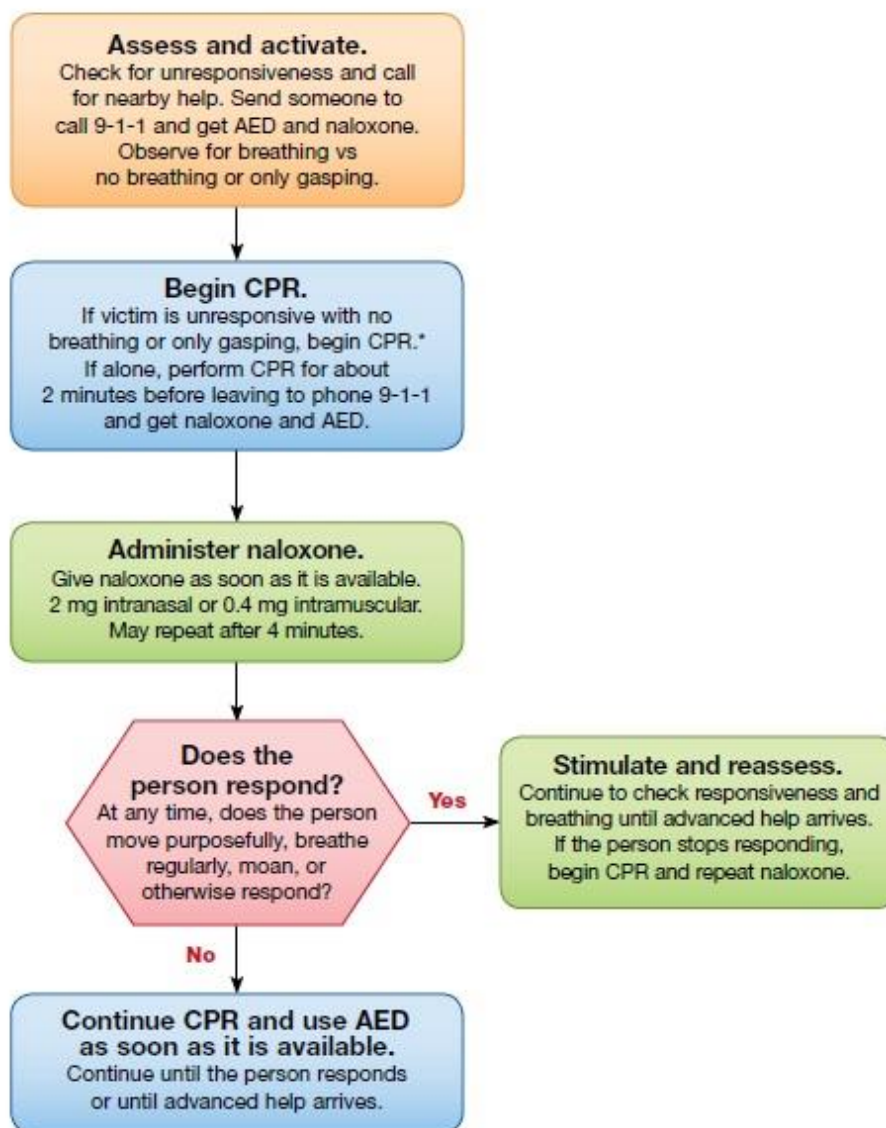 Assess and activate.
Check for unresponsiveness and call
for nearby help. Send someone to
call 9-1-1 and get AED and naloxone.
Observe for breathing vs
no breathing or only gasping.
Begin CPR.
If victim is unresponsive with no
breathing or only gasping, begin CPR.*
If alone, perform CPR for about
2 minutes before leaving to phone 9-1-1
and get naloxone and AED.
Administer naloxone.
Give naloxone as soon as it is available.
2 mg intranasal or 0.4 mg intramuscular.
May repeat after 4 minutes.
Does the
person respond?
At any time, does the person
move purposefully, breathe
regularly, moan, or
otherwise respond?
Yes
Stimulate and reassess.
Continue to check responsiveness and
breathing until advanced help arrives.
If the person stops responding,
begin CPR and repeat naloxone.
No
Continue CPR and use AED
as soon as it is available.
Continue until the person responds
or until advanced help arrives.